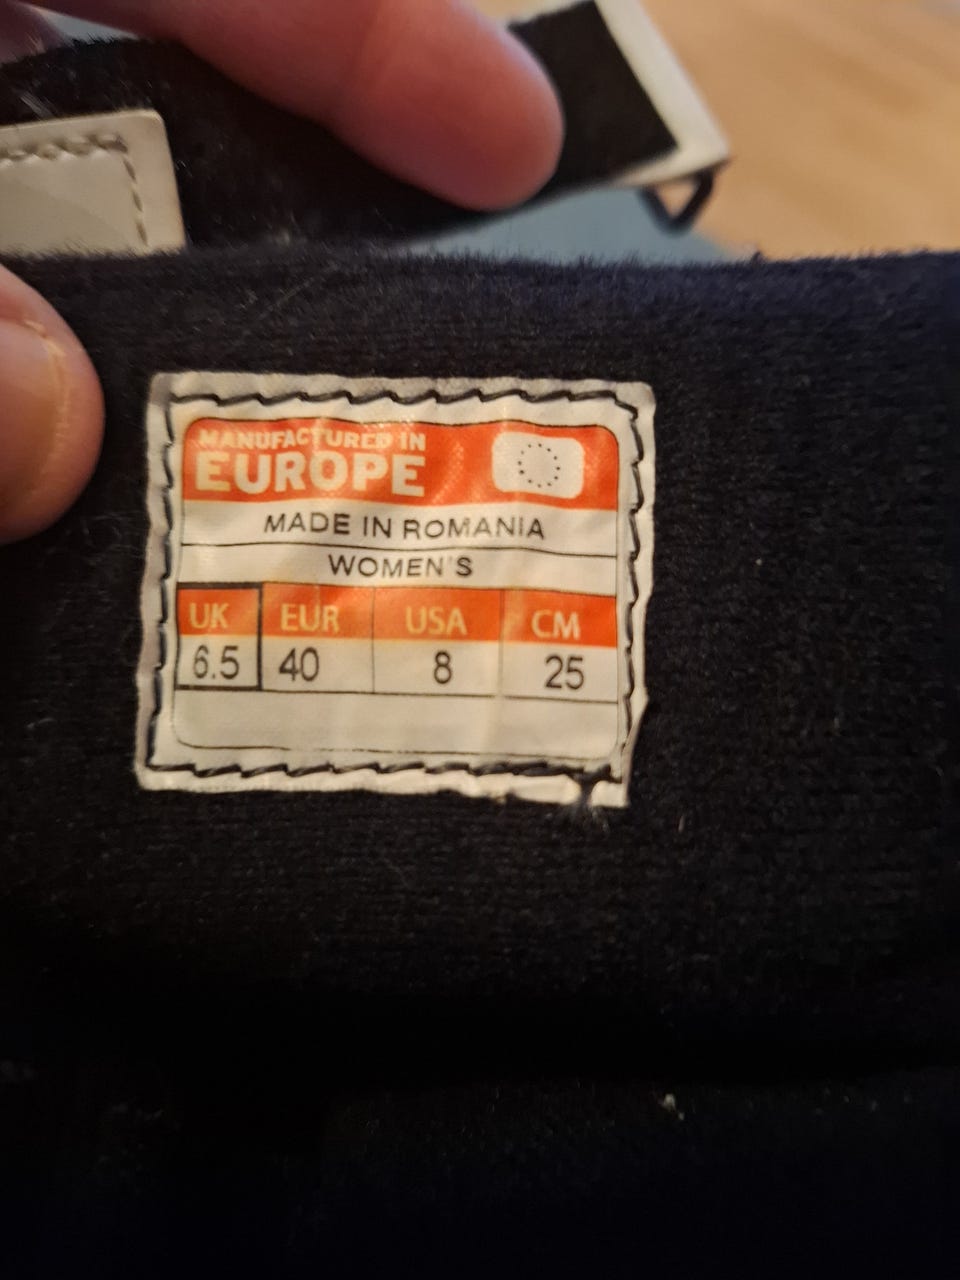 MANUFACTURED IN
EUROPE
MADE IN ROMANIA
WOMEN'S
UK EUR USA CM
6.5 40 8 25